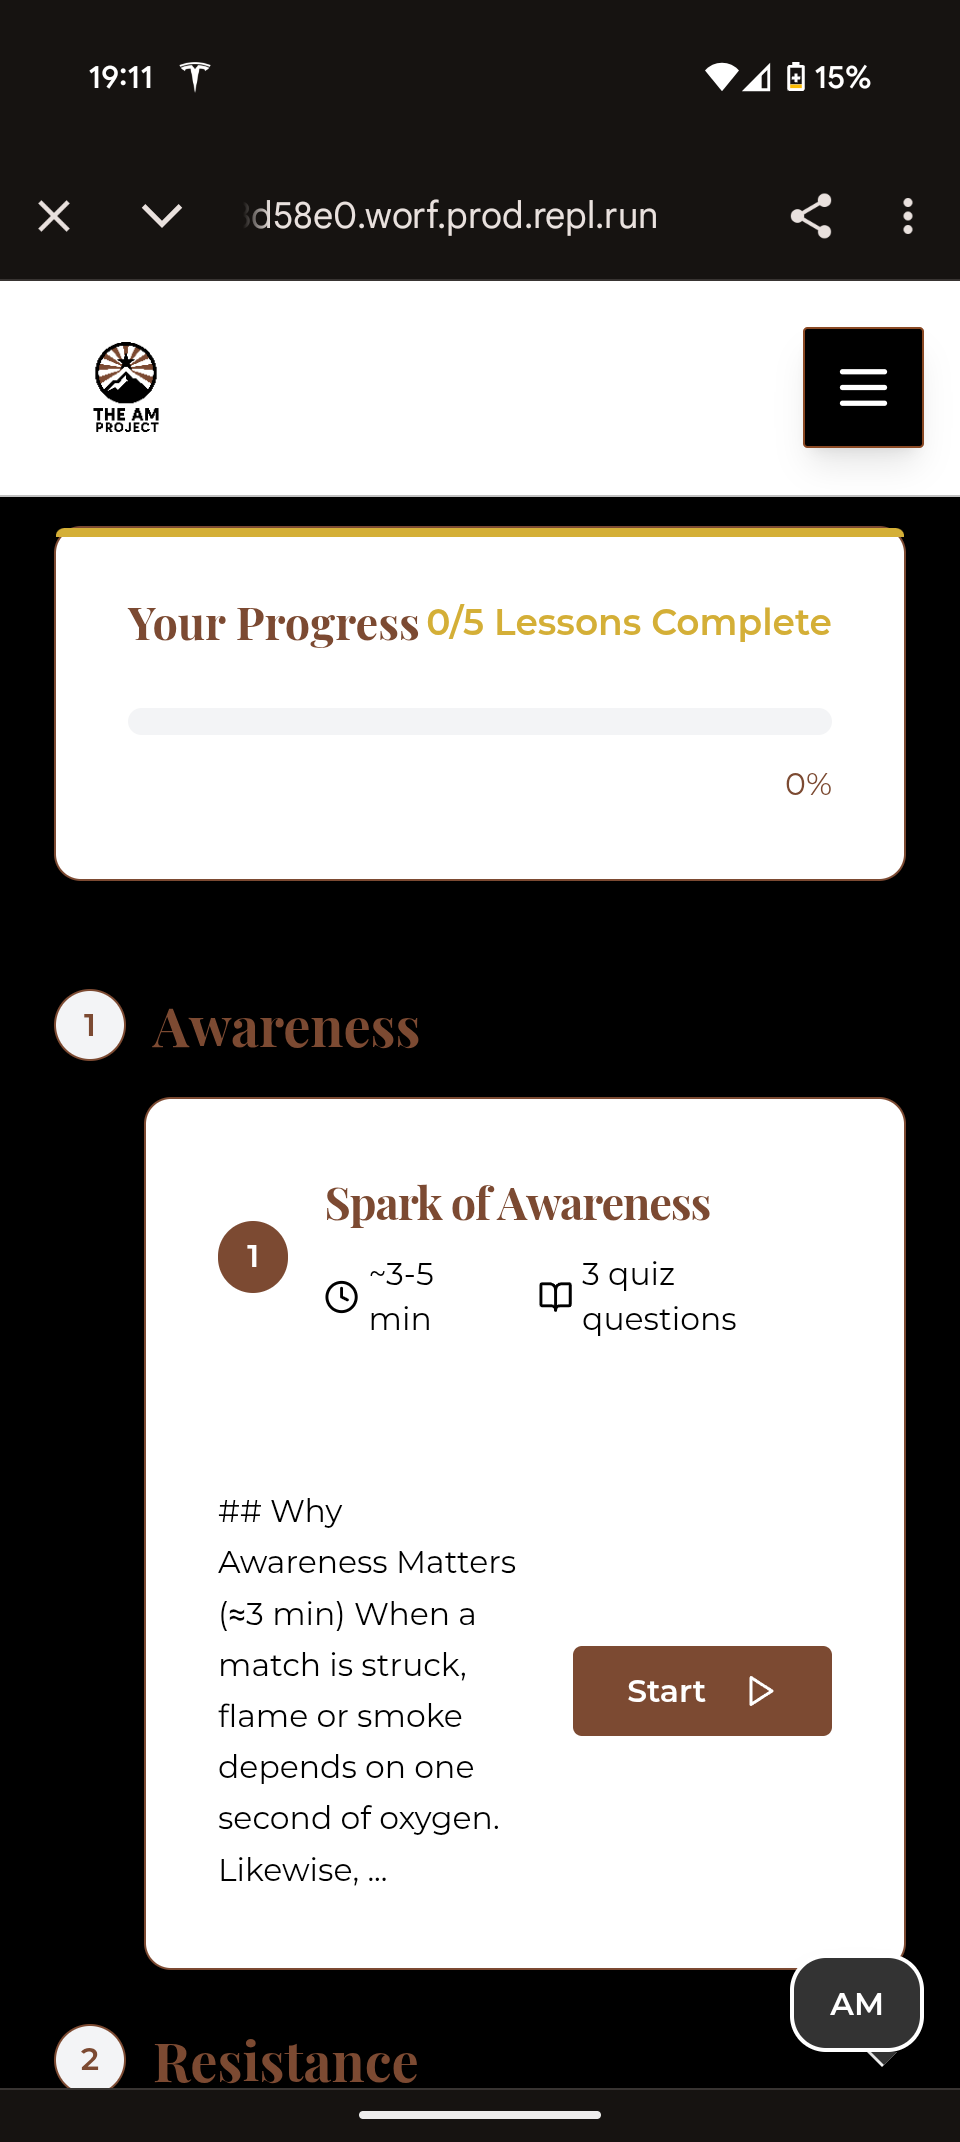 19:11
15%
3d58e0.worf.prod.repl.run
THE AM
PROJECT
Your Progress 0/5 Lessons Complete
0%
1 Awareness
Spark of Awareness
1
~3-5
min
3 quiz
questions
## Why
Awareness Matters
(≈3 min) When a
match is struck,
flame or smoke
depends on one
second of oxygen.
Likewise, ...
Start
AM
2 Resistance